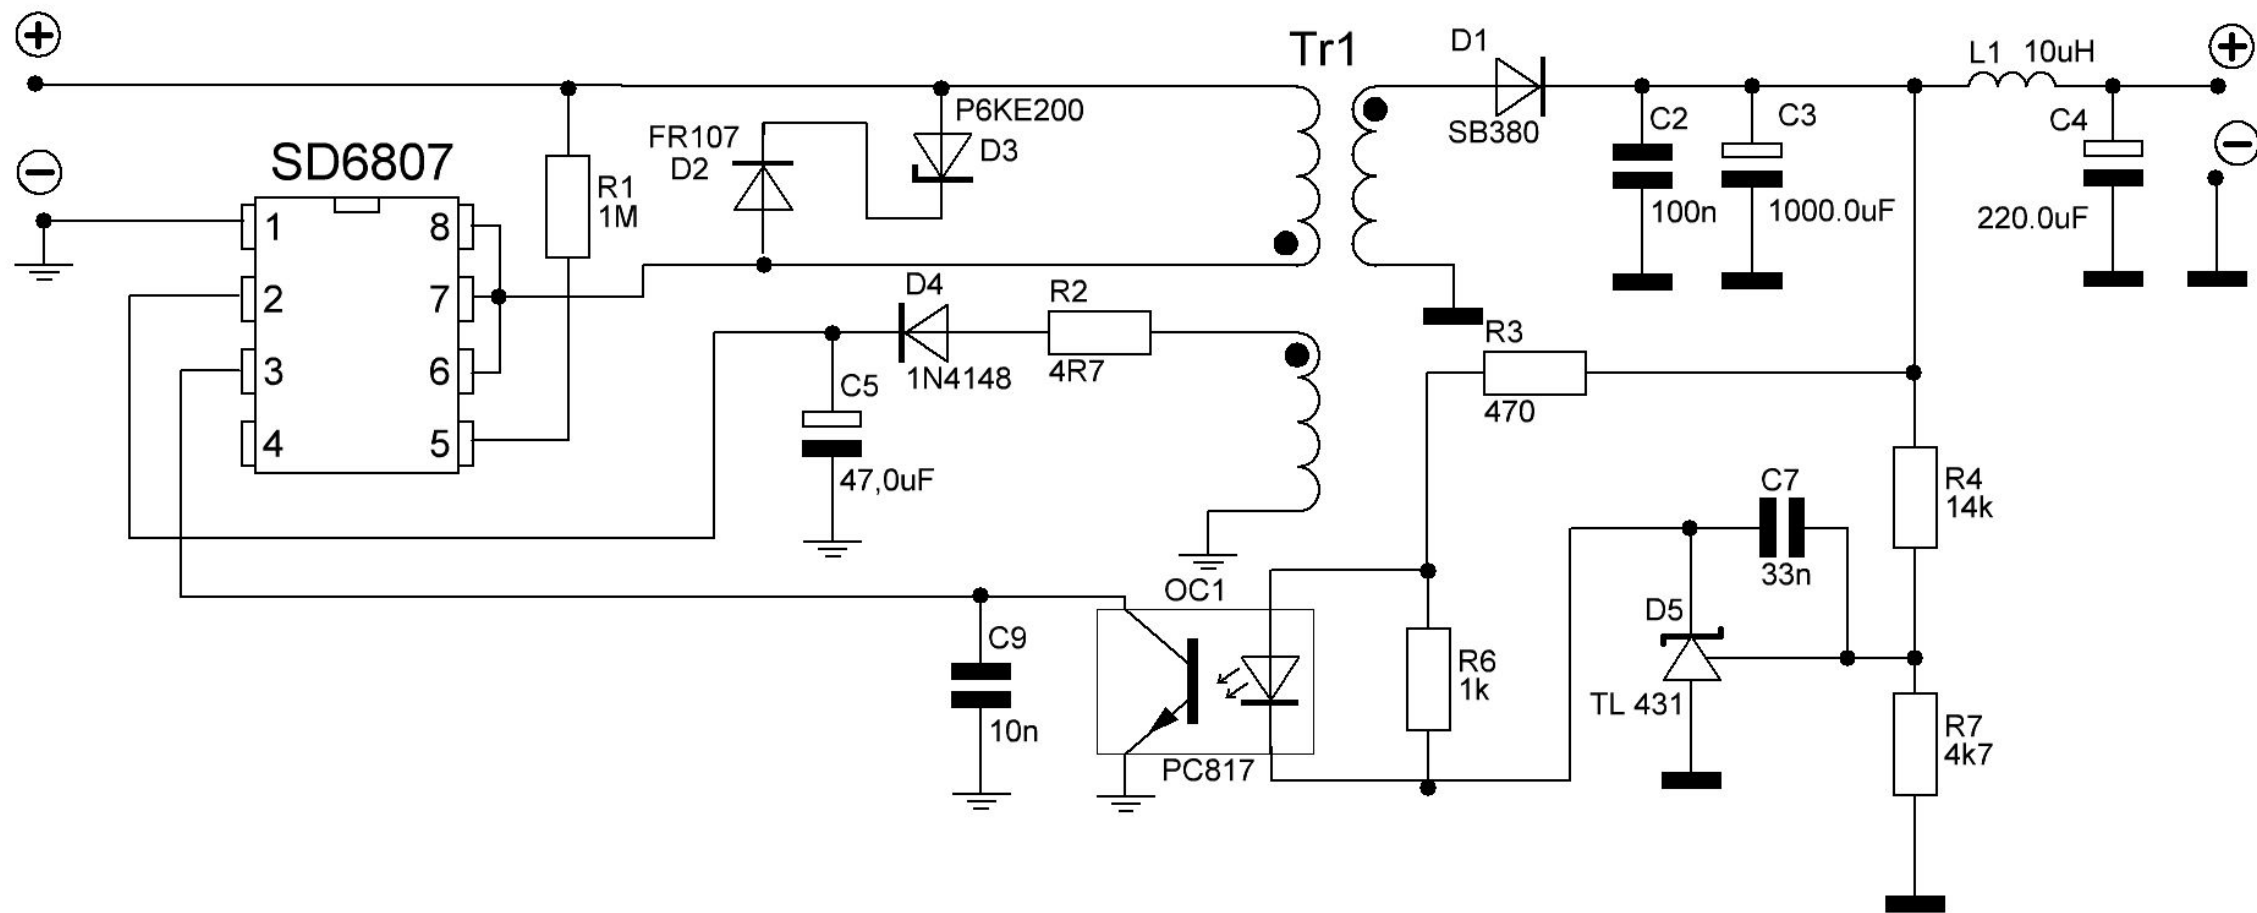 Tr1
D1
SB380
L1 10uH
C2
100n
C3
1000.0uF
C4
220.0uF
P6KE200
D3
FR107
D2
SD6807
1
2
3
4
8
7
6
5
R1
1M
D4
1N4148
R2
4R7
C5
47,0uF
R3
470
R4
14k
C7
33n
OC1
PC817
C9
10n
R6
1k
D5
TL 431
R7
4k7